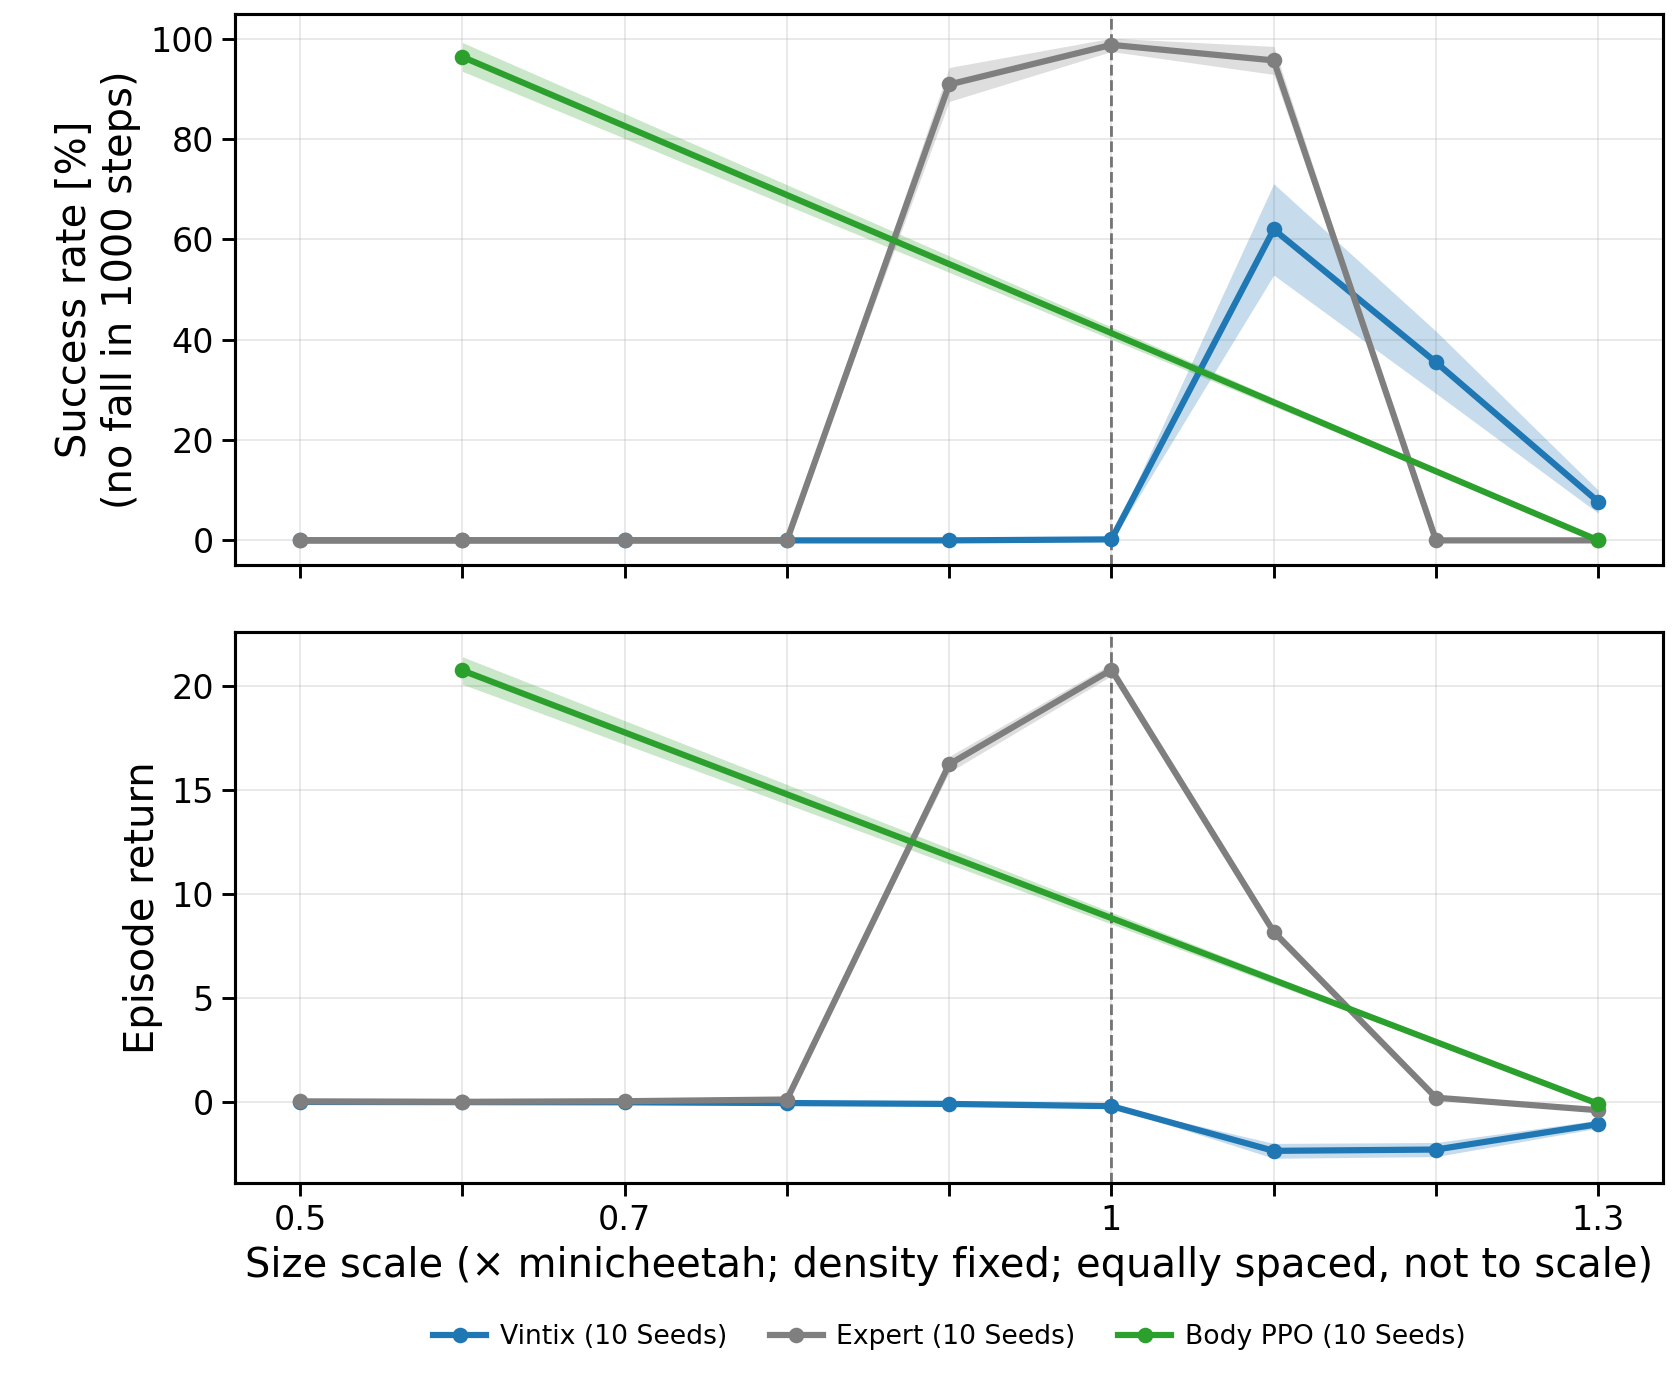 Success rate [%]
(no fall in 1000 steps)
100
80
60
40
20
0
Episode return
20
15
10
5
0
0.5 0.7 1 1.3
Size scale (× minicheetah; density fixed; equally spaced, not to scale)
Vintix (10 Seeds) Expert (10 Seeds) Body PPO (10 Seeds)